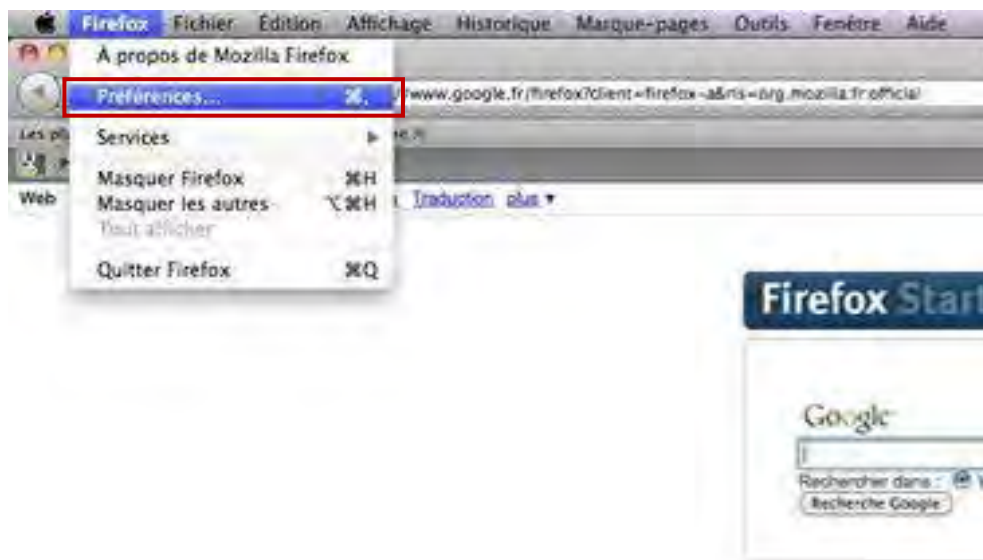 Firefox Fichier Édition Affichage Historique Marque-pages Outils Fenêtre Aide
À propos de Mozilla Firefox
Préférences... ⌘,
www.google.fr/firefox?client=firefox-a&rls=org.mozilla:fr:official
Les
Services ▶
Masquer Firefox ⌘H
Web
Masquer les autres ⌥⌘H
Traduction plus ▼
Tout afficher
Quitter Firefox ⌘Q
Firefox Start
Google
Rechercher dans :
Recherche Google